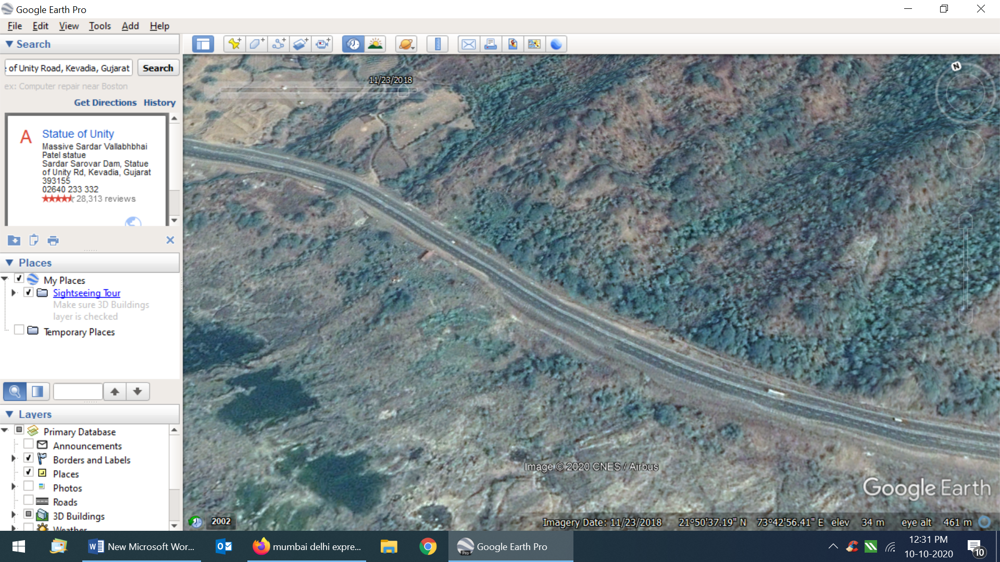 Google Earth Pro
File Edit View Tools Add Help
Search
of Unity Road, Kevadia, Gujarat Search
ex: Computer repair near Boston
Get Directions History
A Statue of Unity
Massive Sardar Vallabhbhai
Patel statue
Sardar Sarovar Dam, Statue
of Unity Rd, Kevadia, Gujarat
393155
02640 233 332
28,313 reviews
Places
My Places
Sightseeing Tour
Make sure 3D Buildings
layer is checked
Temporary Places
Layers
Primary Database
Announcements
Borders and Labels
Places
Photos
Roads
3D Buildings
Weather
11/23/2018
N
Image © 2020 CNES / Airbus
Google Earth
2002
Imagery Date: 11/23/2018 21°50'37.19" N 73°42'56.41" E elev 34 m eye alt 461 m
New Microsoft Wor...
mumbai delhi expre...
Pro
Google Earth Pro
12:31 PM
10-10-2020
10